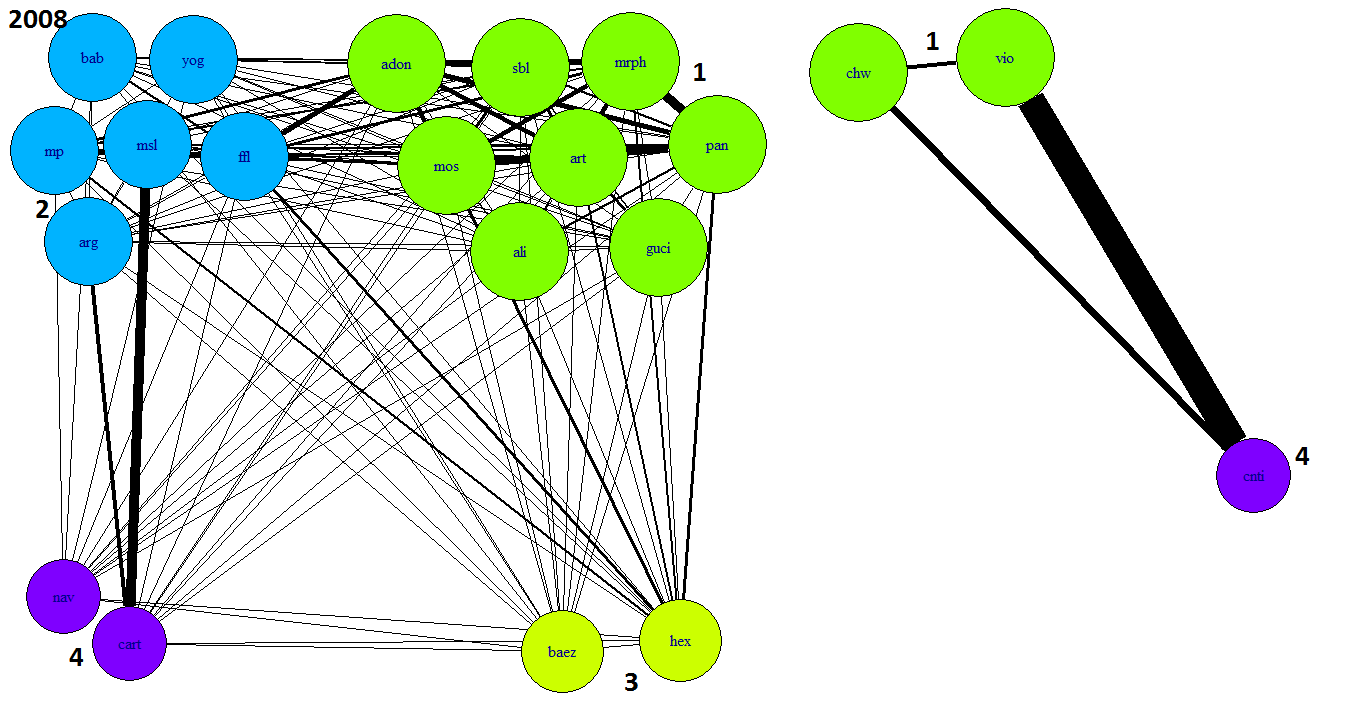 2008
bab
yog
adon
sbl
mrph
1
pan
mp
msl
ffl
mos
art
2
arg
ali
guci
nav
cart
4
baez
hex
3
chw
1
vio
cnti
4